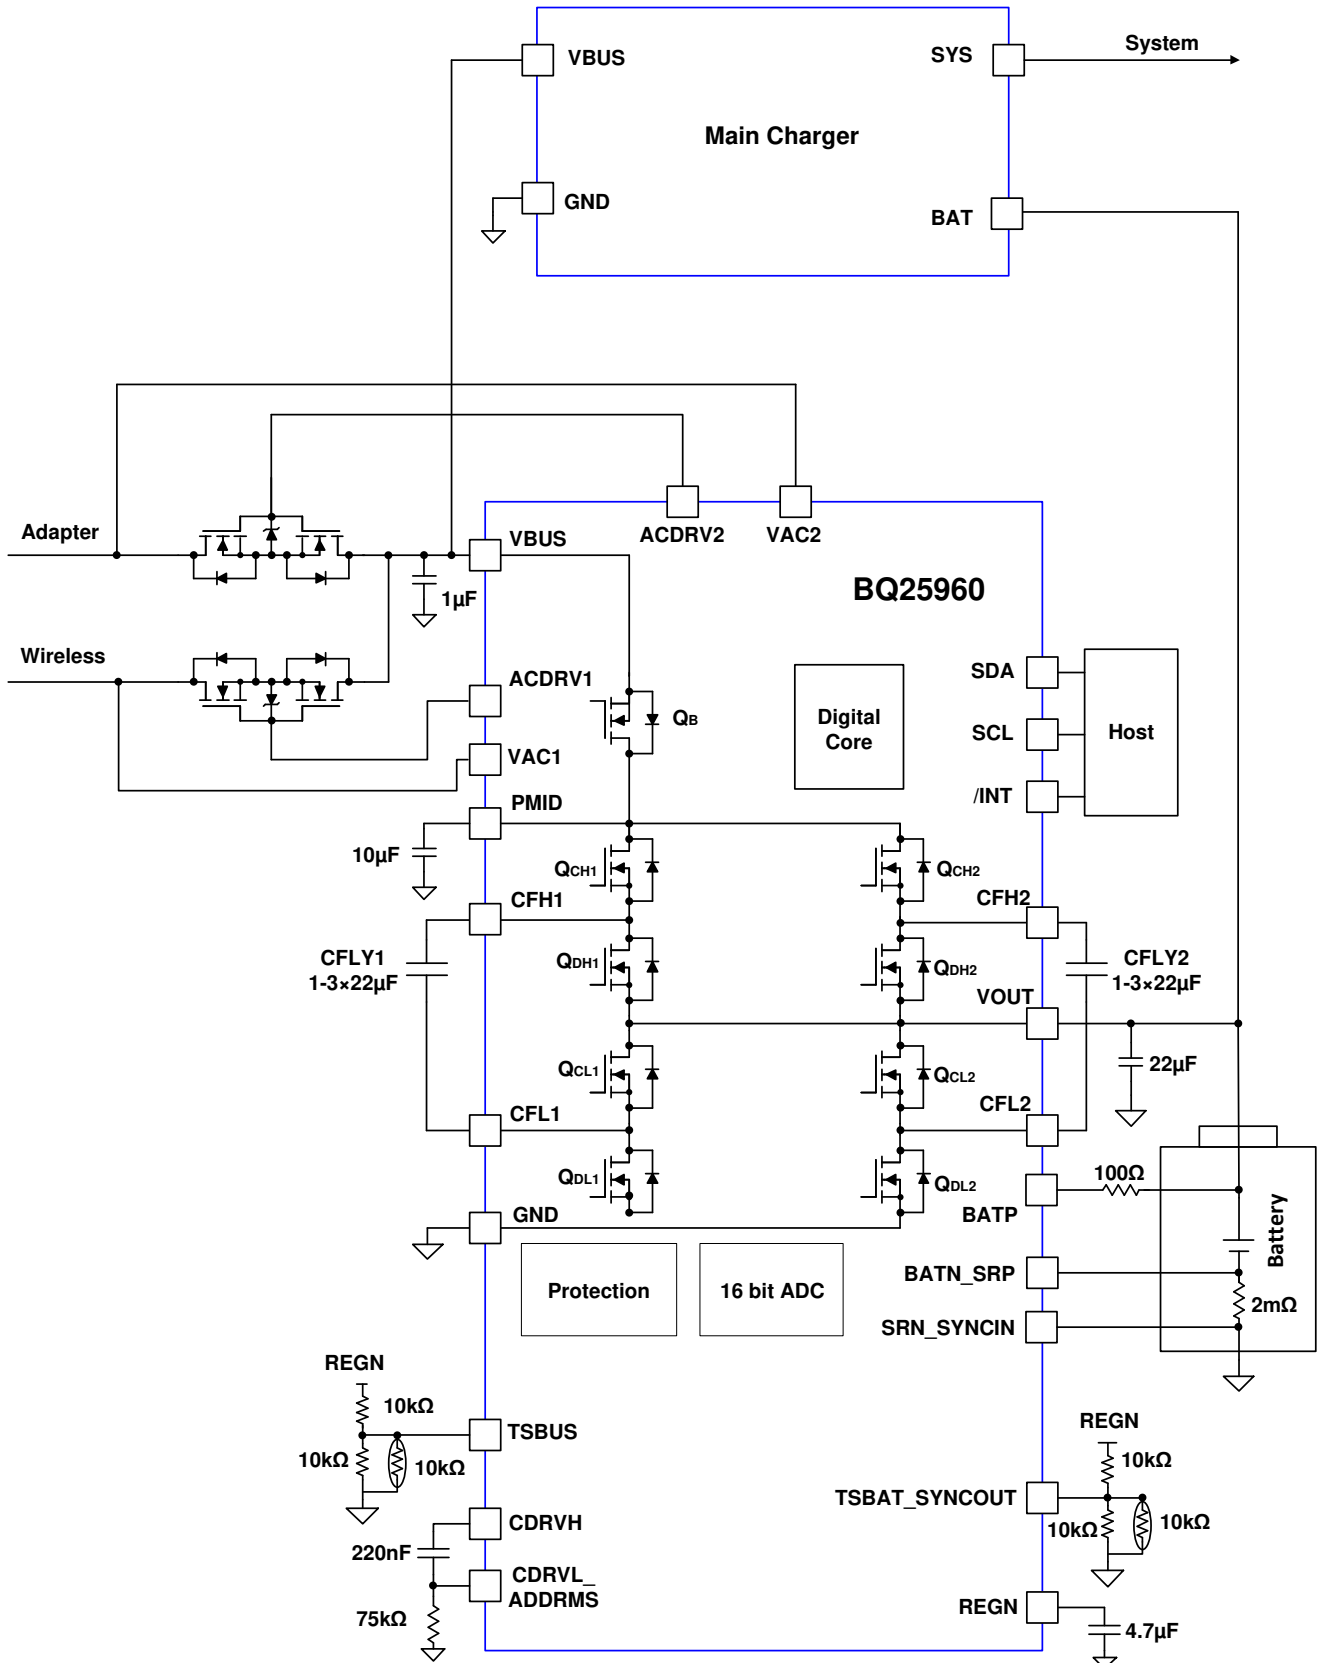 VBUS
SYS
System
Main Charger
GND
BAT
Adapter
ACDRV2
VAC2
VBUS
1µF
BQ25960
Wireless
ACDRV1
QB
VAC1
PMID
Digital
Core
SDA
SCL
/INT
Host
10µF
QCH1
QCH2
CFH1
CFH2
CFLY1
1-3×22µF
QDH1
QDH2
CFLY2
1-3×22µF
VOUT
QCL1
QCL2
22µF
CFL1
CFL2
QDL1
QDL2
100Ω
BATP
GND
Battery
Protection
16 bit ADC
BATN_SRP
2mΩ
SRN_SYNCIN
REGN
10kΩ
TSBUS
10kΩ
10kΩ
REGN
10kΩ
TSBAT_SYNCOUT
10kΩ
10kΩ
CDRVH
220nF
CDRVL_
ADDRMS
75kΩ
REGN
4.7µF